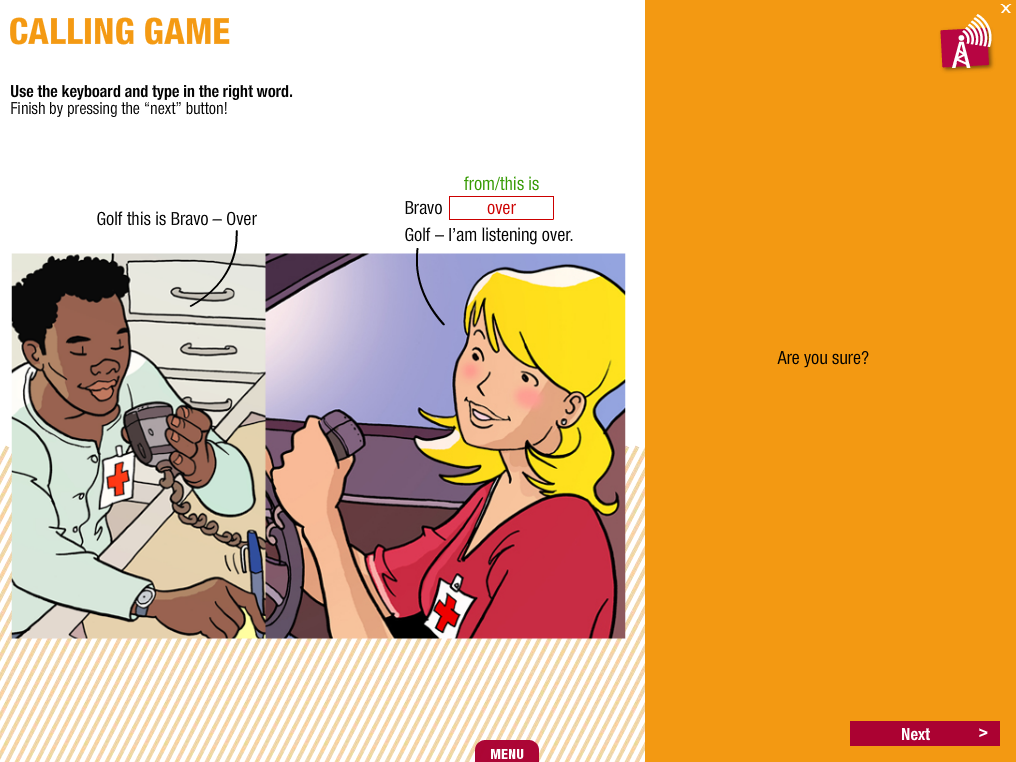 X
CALLING GAME
Use the keyboard and type in the right word.
Finish by pressing the “next” button!
Golf this is Bravo – Over
from/this is
Bravo over
Golf – I'am listening over.
Are you sure?
Next >
MENU